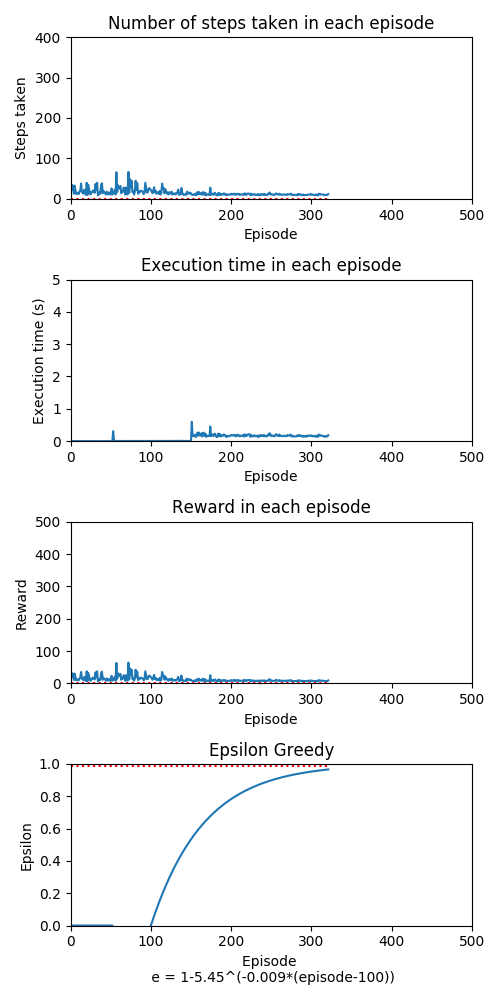 Number of steps taken in each episode
400
300
200
100
0
Steps taken
0 100 200 300 400 500
Episode
Execution time in each episode
5
4
3
2
1
0
Execution time (s)
0 100 200 300 400 500
Episode
Reward in each episode
500
400
300
200
100
0
Reward
0 100 200 300 400 500
Episode
Epsilon Greedy
1.0
0.8
0.6
0.4
0.2
0.0
Epsilon
0 100 200 300 400 500
Episode
e = 1-5.45^(-0.009*(episode-100))